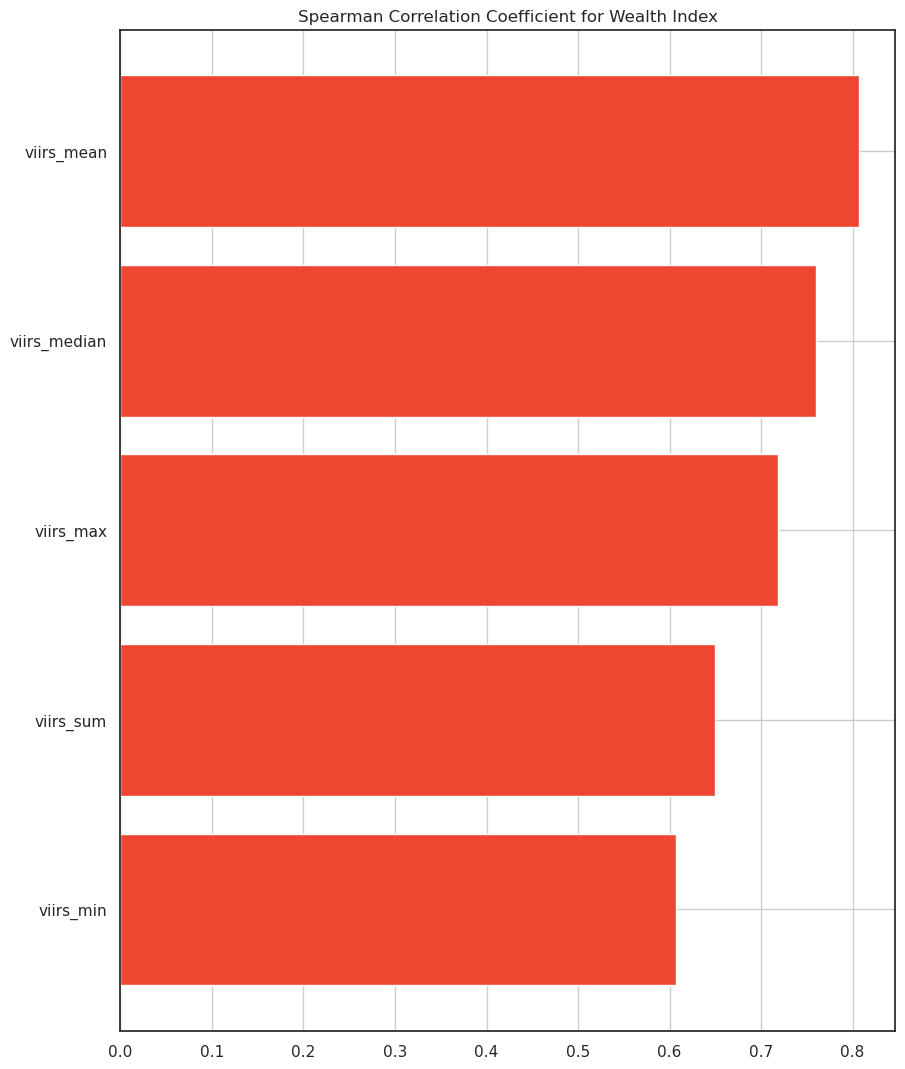 Spearman Correlation Coefficient for Wealth Index
viirs_mean
viirs_median
viirs_max
viirs_sum
viirs_min
0.0 0.1 0.2 0.3 0.4 0.5 0.6 0.7 0.8